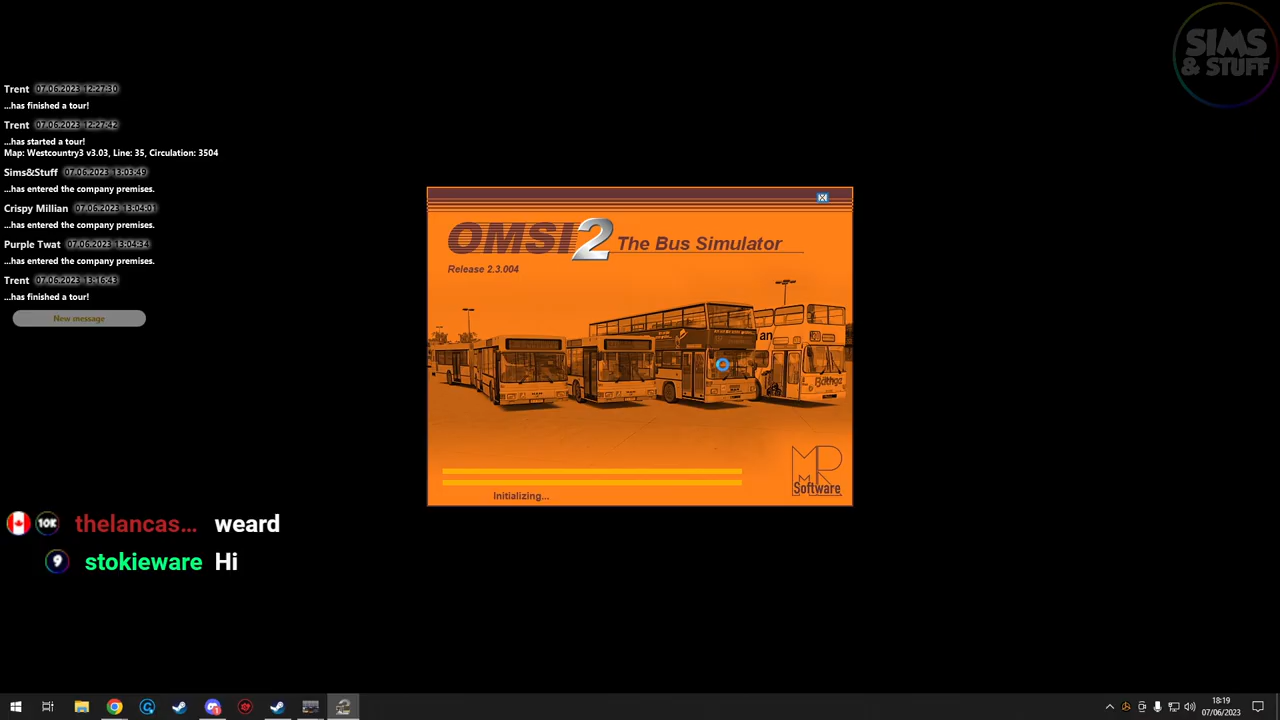 SIMS
& STUFF
Trent 07.06.2023 12:27:30
...has finished a tour!
Trent 07.06.2023 12:27:42
...has started a tour!
Map: Westcountry3 v3.03, Line: 35, Circulation: 3504
Sims&Stuff 07.06.2023 13:03:49
...has entered the company premises.
Crispy Millian 07.06.2023 13:04:01
...has entered the company premises.
Purple Twat 07.06.2023 13:04:34
...has entered the company premises.
Trent 07.06.2023 13:16:43
...has finished a tour!
New message
OMSI 2 The Bus Simulator
Release 2.3.004
an
MR
Software
Initializing...
10K thelancas... weard
9 stokieware Hi
18:19
07/06/2023